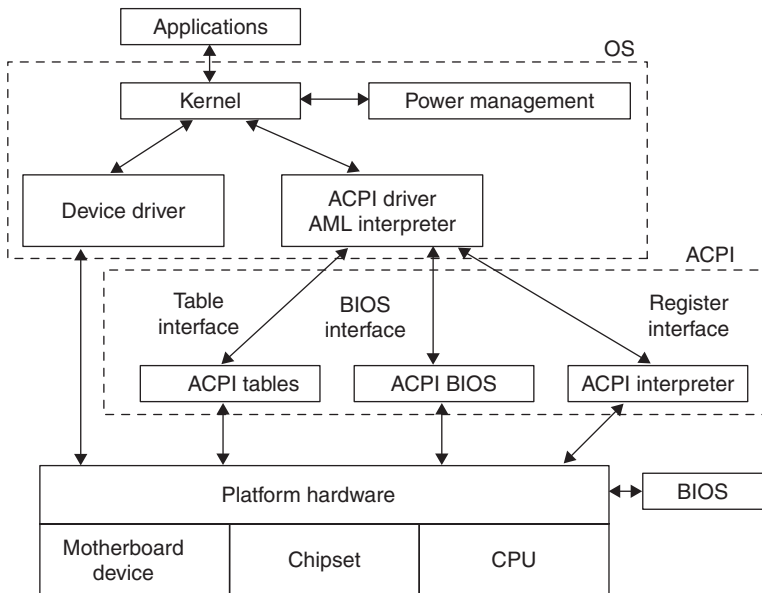 Applications
OS
Kernel
Power management
Device driver
ACPI driver
AML interpreter
ACPI
Table
interface
BIOS
interface
Register
interface
ACPI tables
ACPI BIOS
ACPI interpreter
Platform hardware
BIOS
Motherboard
device
Chipset
CPU